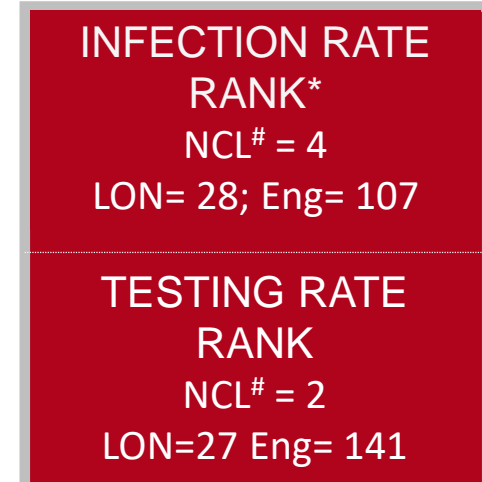 INFECTION RATE
RANK*
NCL# = 4
LON= 28; Eng= 107
TESTING RATE
RANK
NCL# = 2
LON=27 Eng= 141